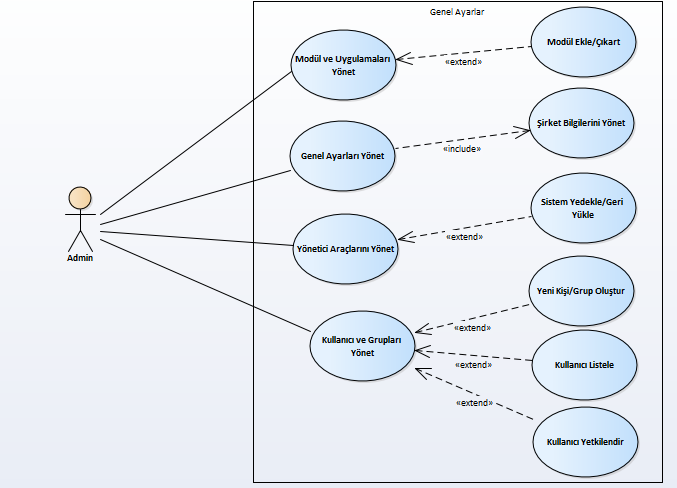 Genel Ayarlar
Modül ve Uygulamaları
Yönet
«extend»
Modül Ekle/Çıkart
Genel Ayarları Yönet
«include»
Şirket Bilgilerini Yönet
Yönetici Araçlarını Yönet
«extend»
Sistem Yedekle/Geri
Yükle
Admin
Kullanıcı ve Grupları
Yönet
«extend»
Yeni Kişi/Grup Oluştur
«extend»
Kullanıcı Listele
«extend»
Kullanıcı Yetkilendir